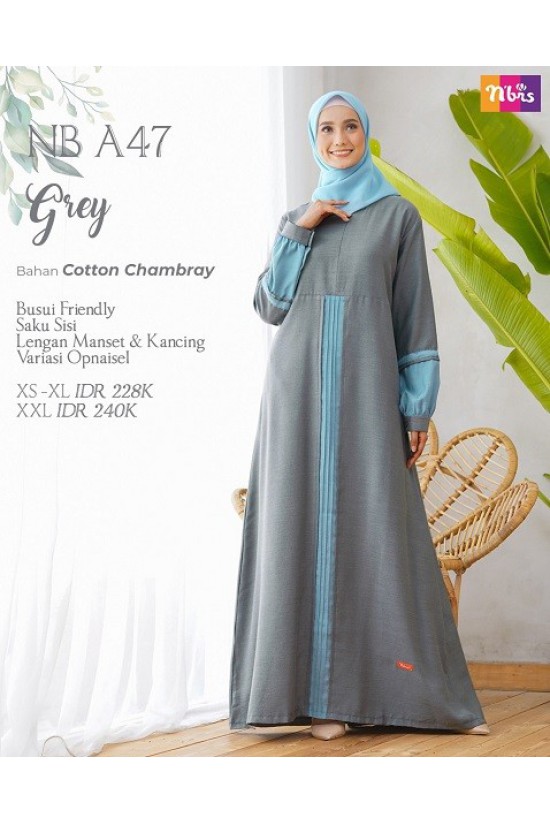 N'brs
NB A47
Grey
Bahan Cotton Chambray
Busui Friendly
Saku Sisi
Lengan Manset & Kancing
Variasi Opnaisel
XS -XL IDR 228K
XXL IDR 240K